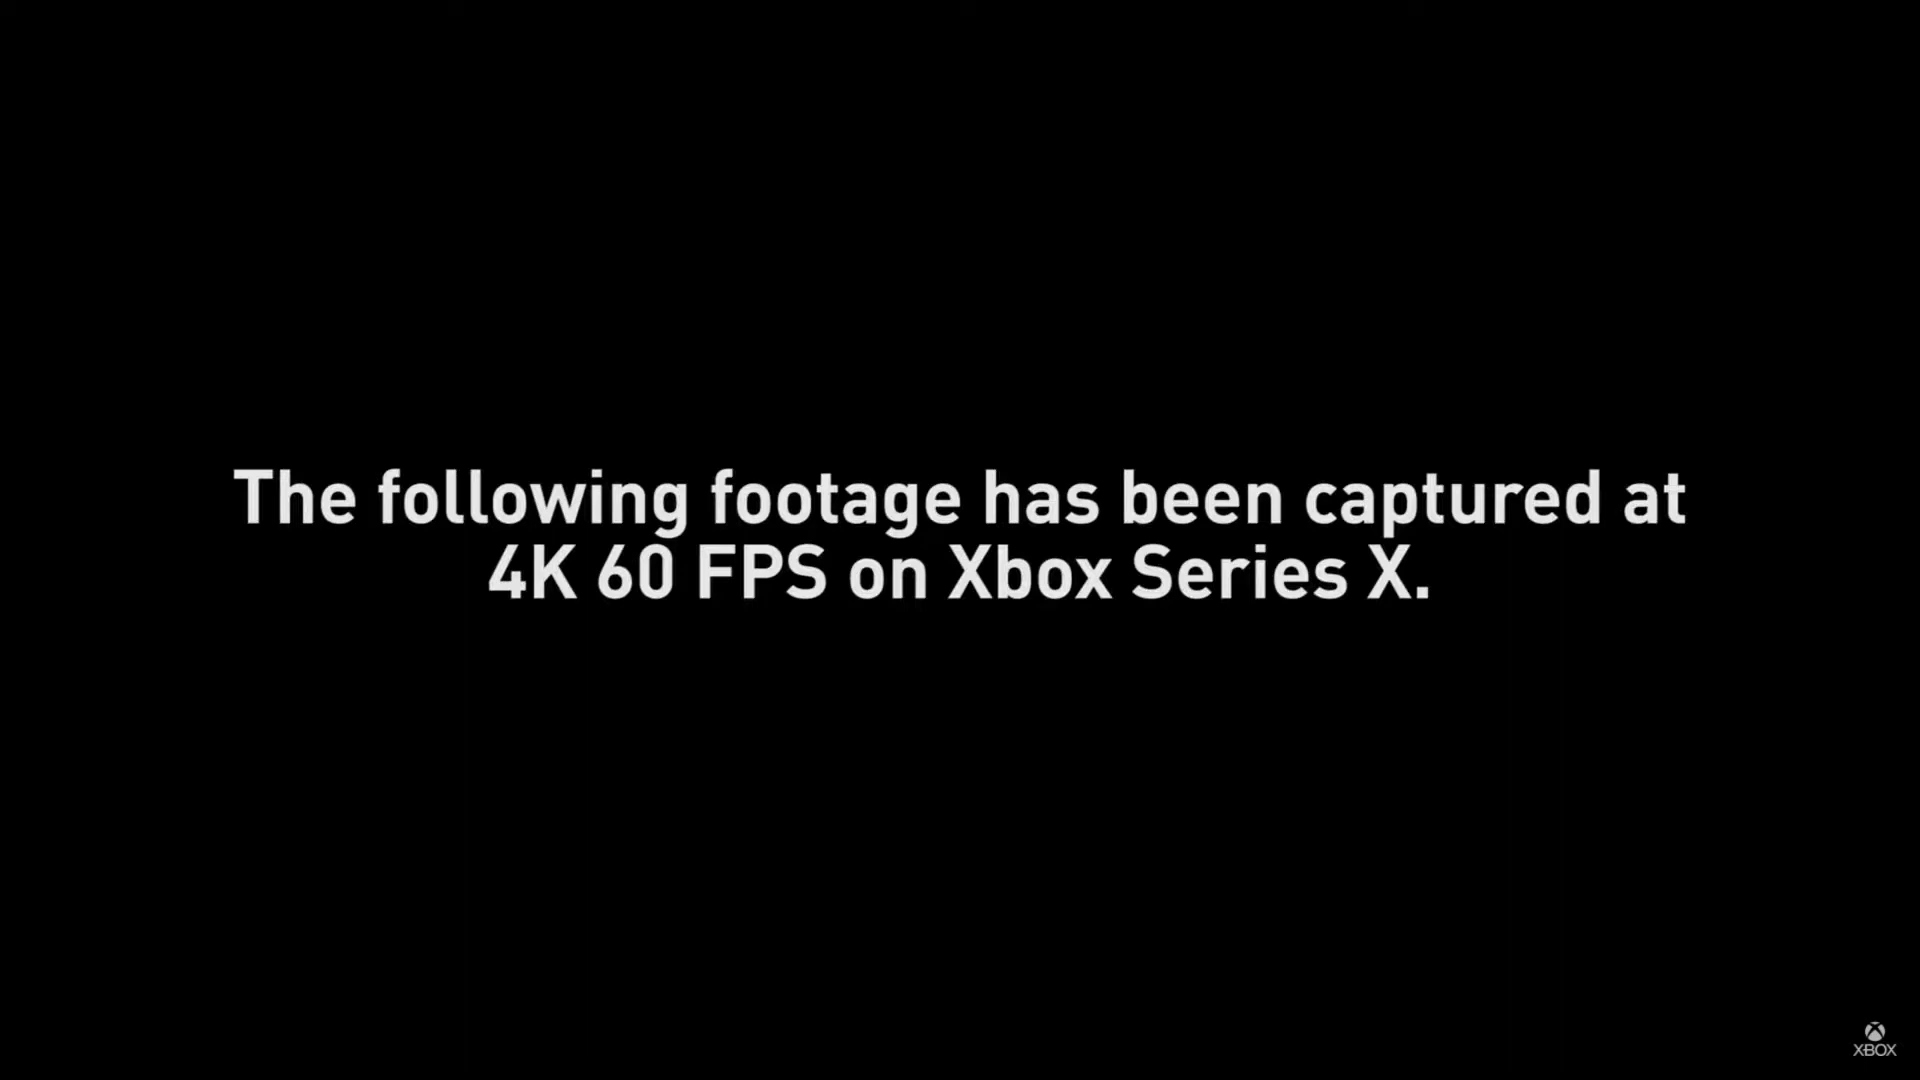 The following footage has been captured at
4K 60 FPS on Xbox Series X.
XBOX